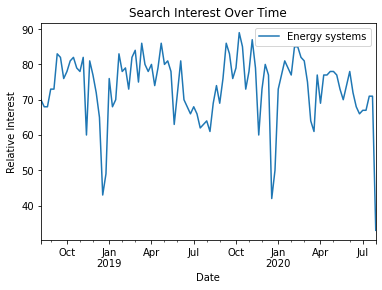 Search Interest Over Time
Energy systems
Relative Interest
90
80
70
60
50
40
Oct
Jan
2019
Apr
Jul
Oct
Jan
2020
Apr
Jul
Date